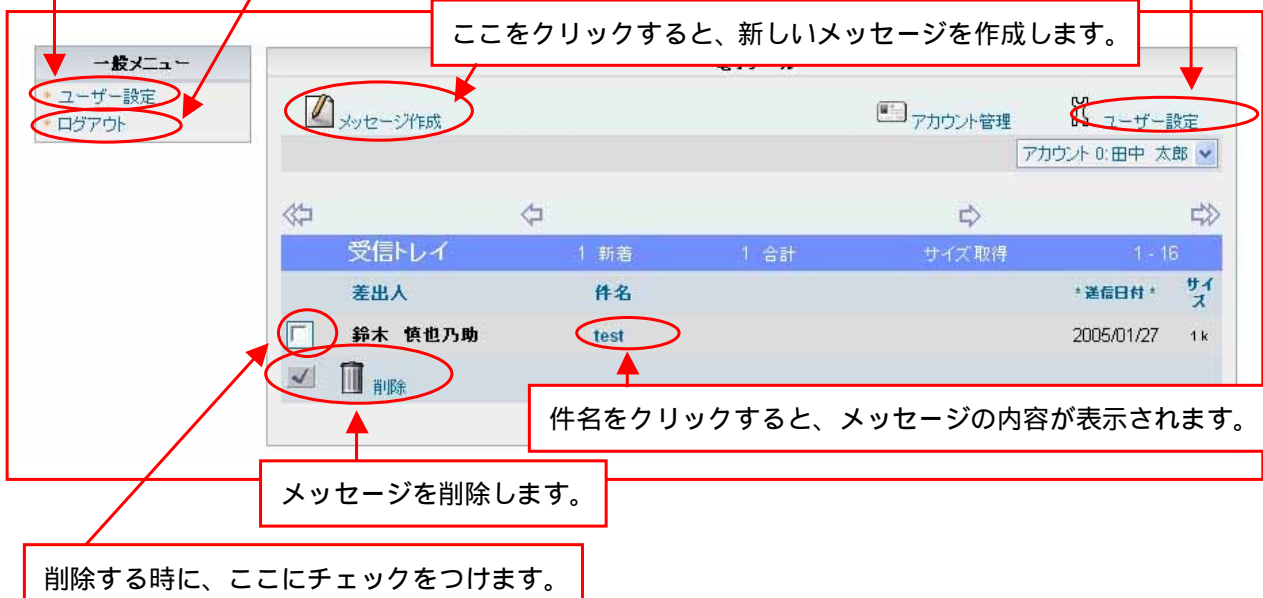 ここをクリックすると、新しいメッセージを作成します。
一般メニュー
ユーザー設定
ログアウト
メッセージ作成
アカウント管理
ユーザー設定
アカウント 0: 田中 太郎
受信トレイ 1 新着 1 合計 サイズ取得 1 - 16
差出人 件名 * 送信日付 * サイズ
鈴木 慎也乃助 test 2005/01/27 1 k
削除
件名をクリックすると、メッセージの内容が表示されます。
メッセージを削除します。
削除する時に、ここにチェックをつけます。